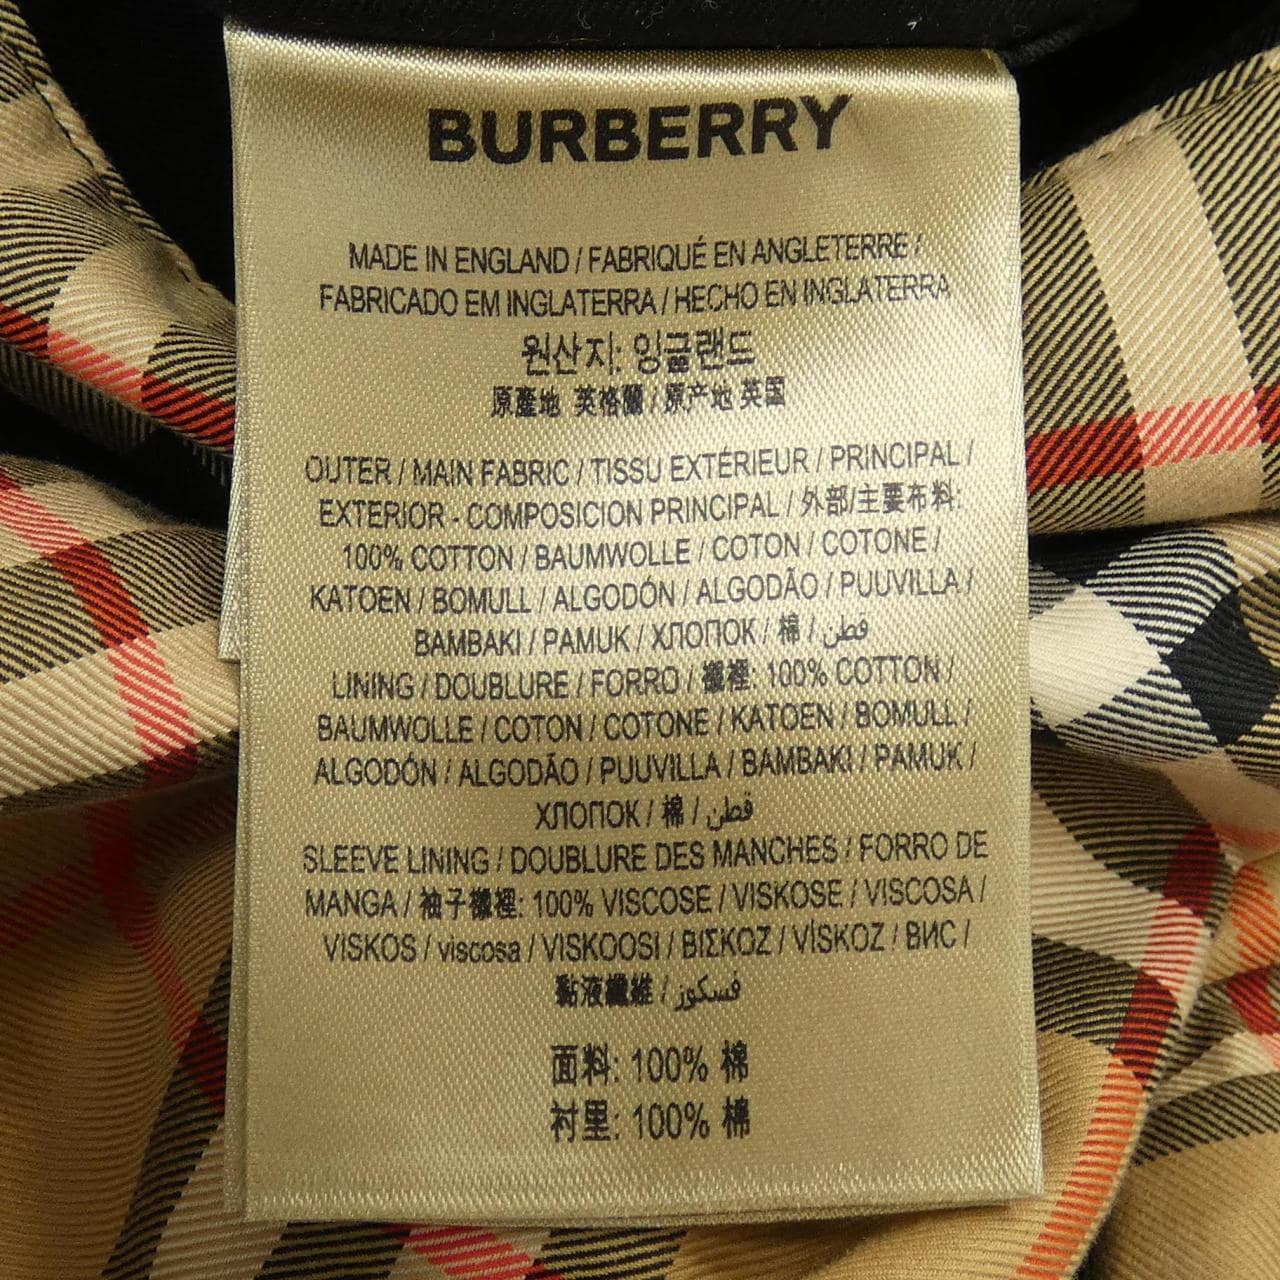 BURBERRY
MADE IN ENGLAND / FABRIQUÉ EN ANGLETERRE /
FABRICADO EM INGLATERRA / HECHO EN INGLATERRA
원산지: 잉글랜드
原產地 英格蘭 / 原产地 英国
OUTER / MAIN FABRIC / TISSU EXTÉRIEUR / PRINCIPAL /
EXTERIOR - COMPOSICION PRINCIPAL / 外部/主要布料:
100% COTTON / BAUMWOLLE / COTON / COTONE /
KATOEN / BOMULL / ALGODÓN / ALGODÃO / PUUVILLA /
BAMBAKI / PAMUK / ХЛОПОК / 棉 / قطن
LINING / DOUBLURE / FORRO / 襯裡: 100% COTTON /
BAUMWOLLE / COTON / COTONE / KATOEN / BOMULL /
ALGODÓN / ALGODÃO / PUUVILLA / BAMBAKI / PAMUK /
ХЛОПОК / 棉 / قطن
SLEEVE LINING / DOUBLURE DES MANCHES / FORRO DE
MANGA / 袖子襯裡: 100% VISCOSE / VISKOSE / VISCOSA /
VISKOS / viscosa / VISKOOSI / ΒΙΣΚΟΖ / VİSKOZ / ВИС /
黏液纖維 / فسكوز
面料: 100% 棉
衬里: 100% 棉